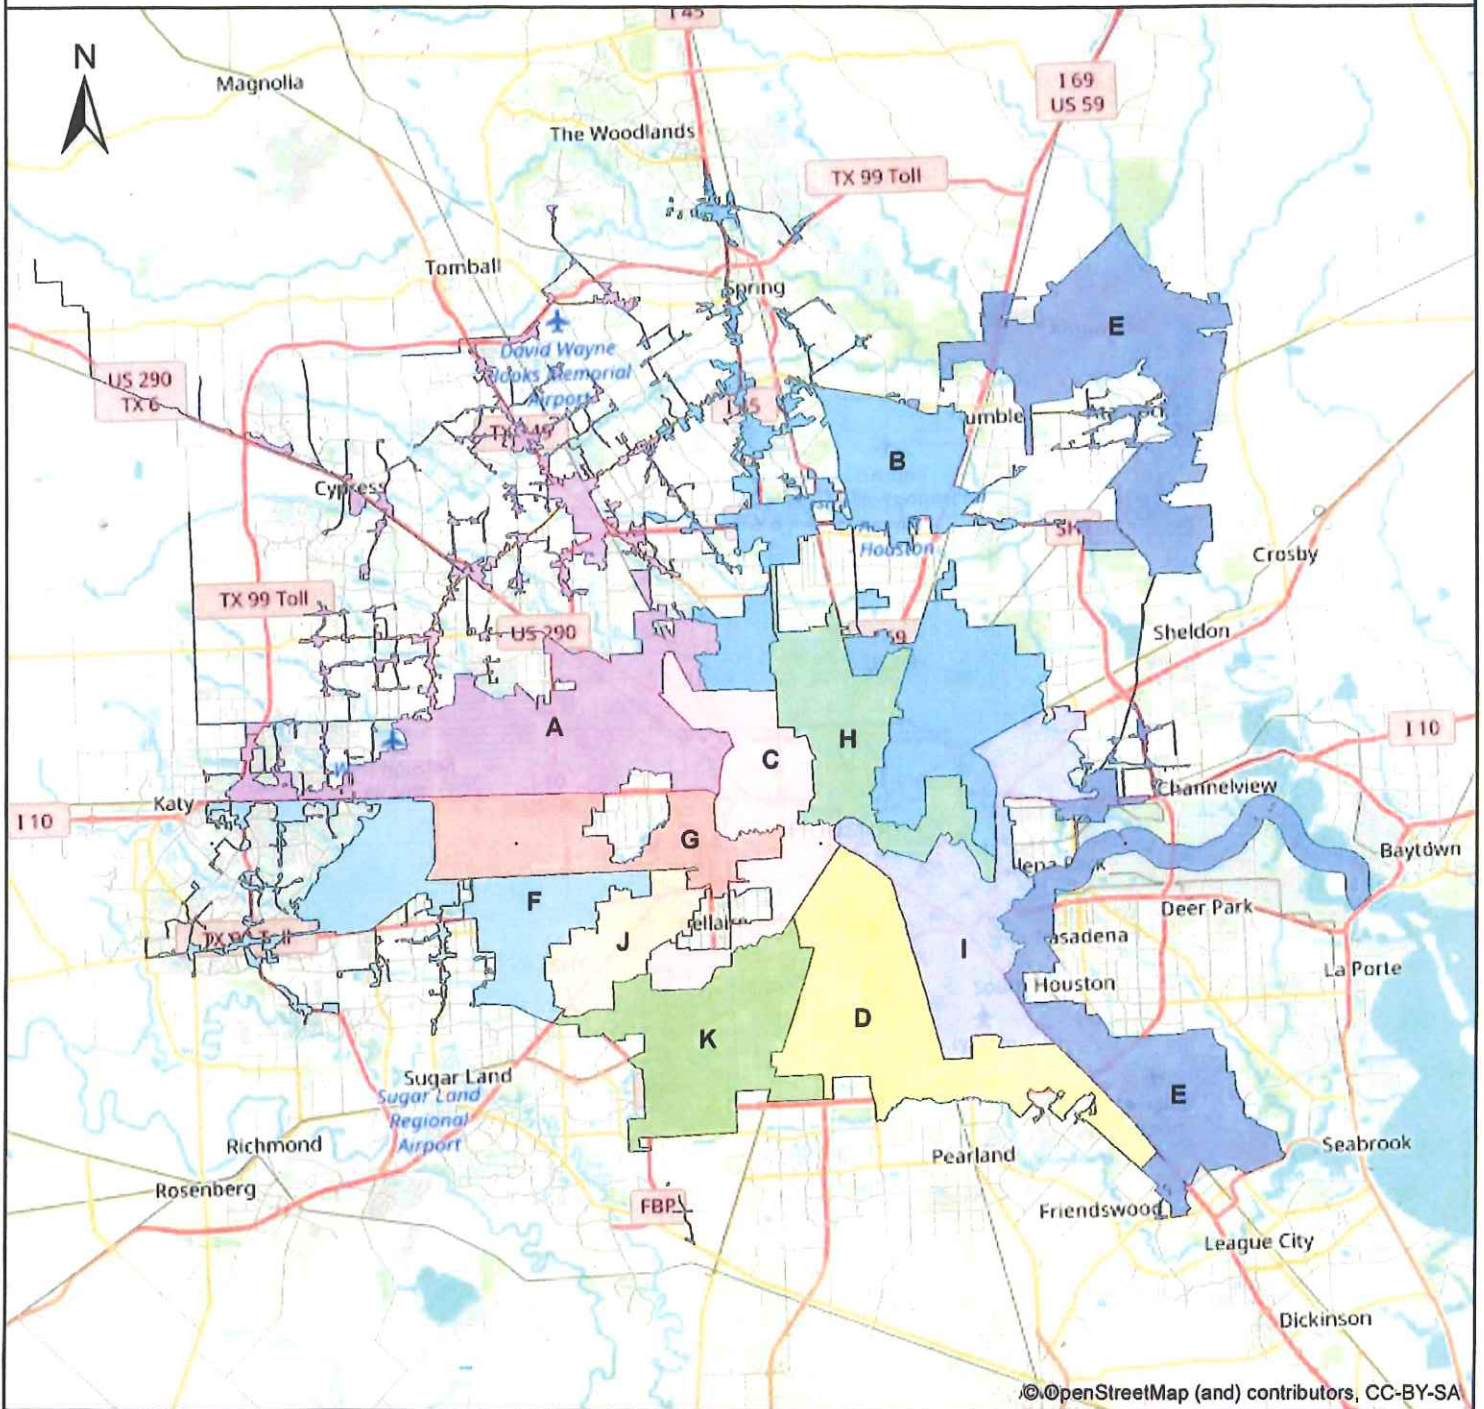 I 45
N
Magnolia
I 69
US 59
The Woodlands
TX 99 Toll
Tomball
Spring
E
David Wayne
Hooks Memorial
Airport
US 290
TX 6
umble
B
Cypress
Houston
Crosby
TX 99 Toll
US 290
Sheldon
A
H
C
I 10
Katy
Channelview
I 10
G
Baytown
F
Deer Park
J
asadena
I
La Porte
Houston
D
K
Sugar Land
Sugar Land
Regional
Airport
E
Richmond
Seabrook
Pearland
Rosenberg
FBP
Friendswood
League City
Dickinson
© OpenStreetMap (and) contributors, CC-BY-SA